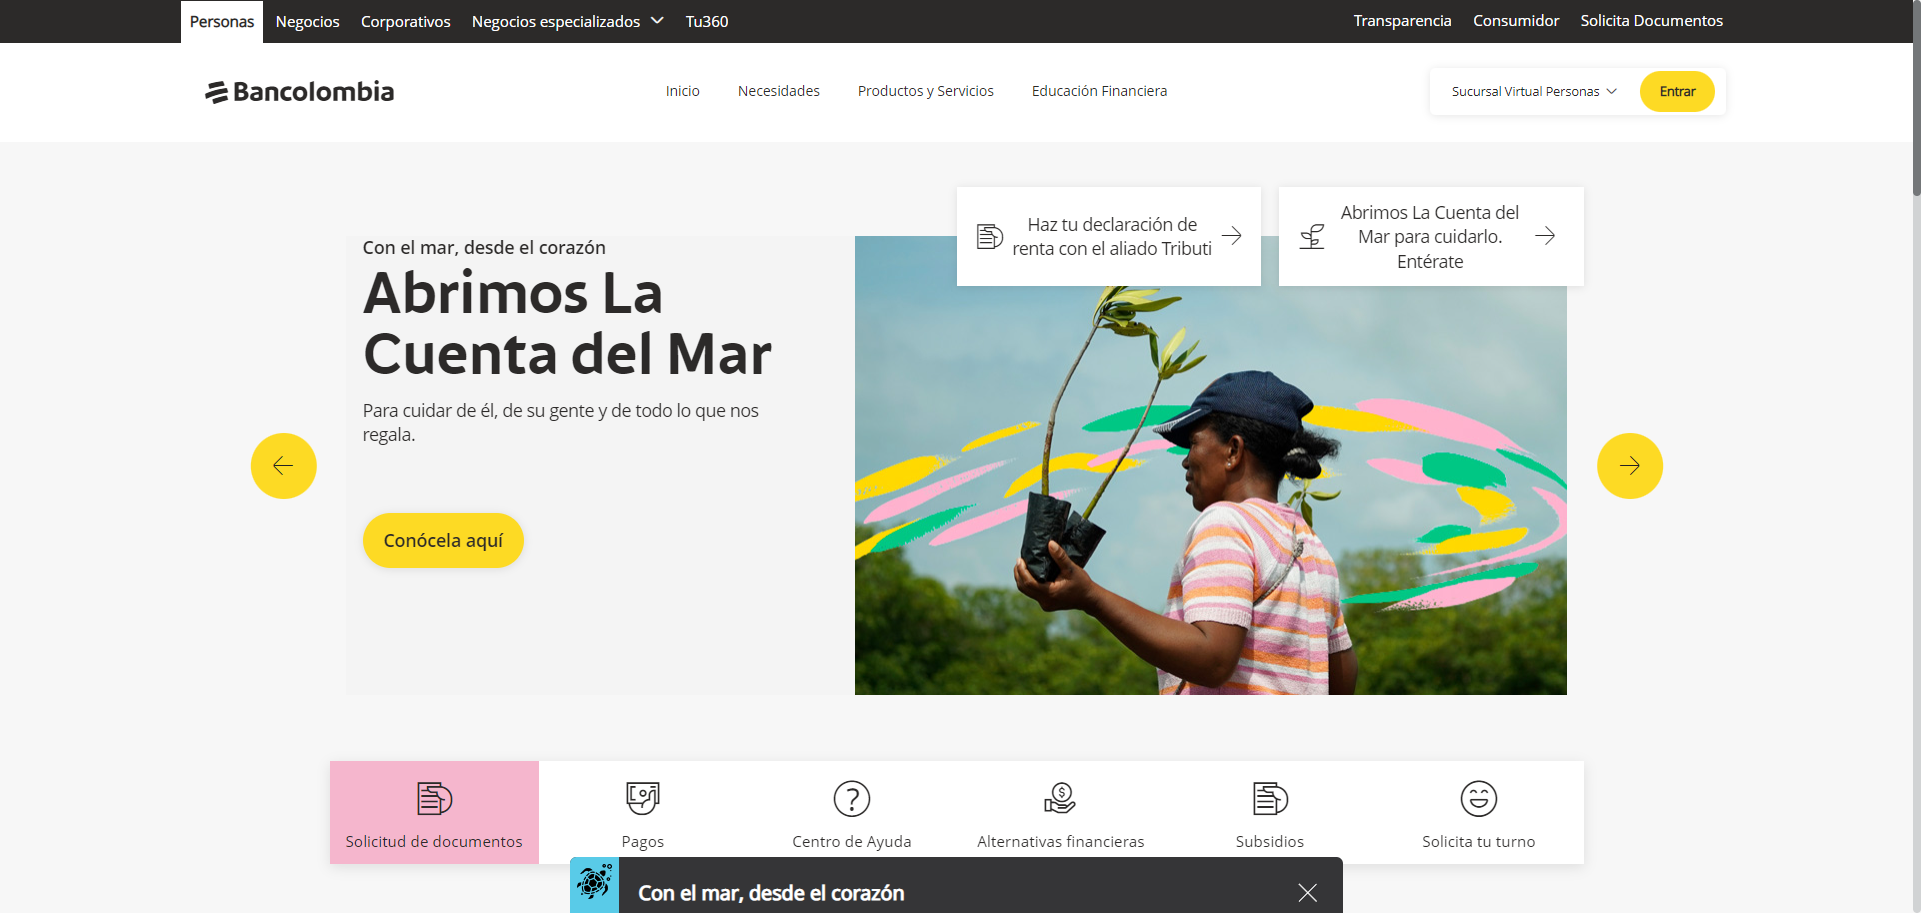 Personas
Negocios
Corporativos
Negocios especializados
Tu360
Transparencia
Consumidor
Solicita Documentos
Bancolombia
Inicio
Necesidades
Productos y Servicios
Educación Financiera
Sucursal Virtual Personas
Entrar
Haz tu declaración de
renta con el aliado Tributi
Abrimos La Cuenta del
Mar para cuidarlo.
Entérate
Con el mar, desde el corazón
Abrimos La
Cuenta del Mar
Para cuidar de él, de su gente y de todo lo que nos
regala.
Conócela aquí
Solicitud de documentos
Pagos
Centro de Ayuda
Alternativas financieras
Subsidios
Solicita tu turno
Con el mar, desde el corazón